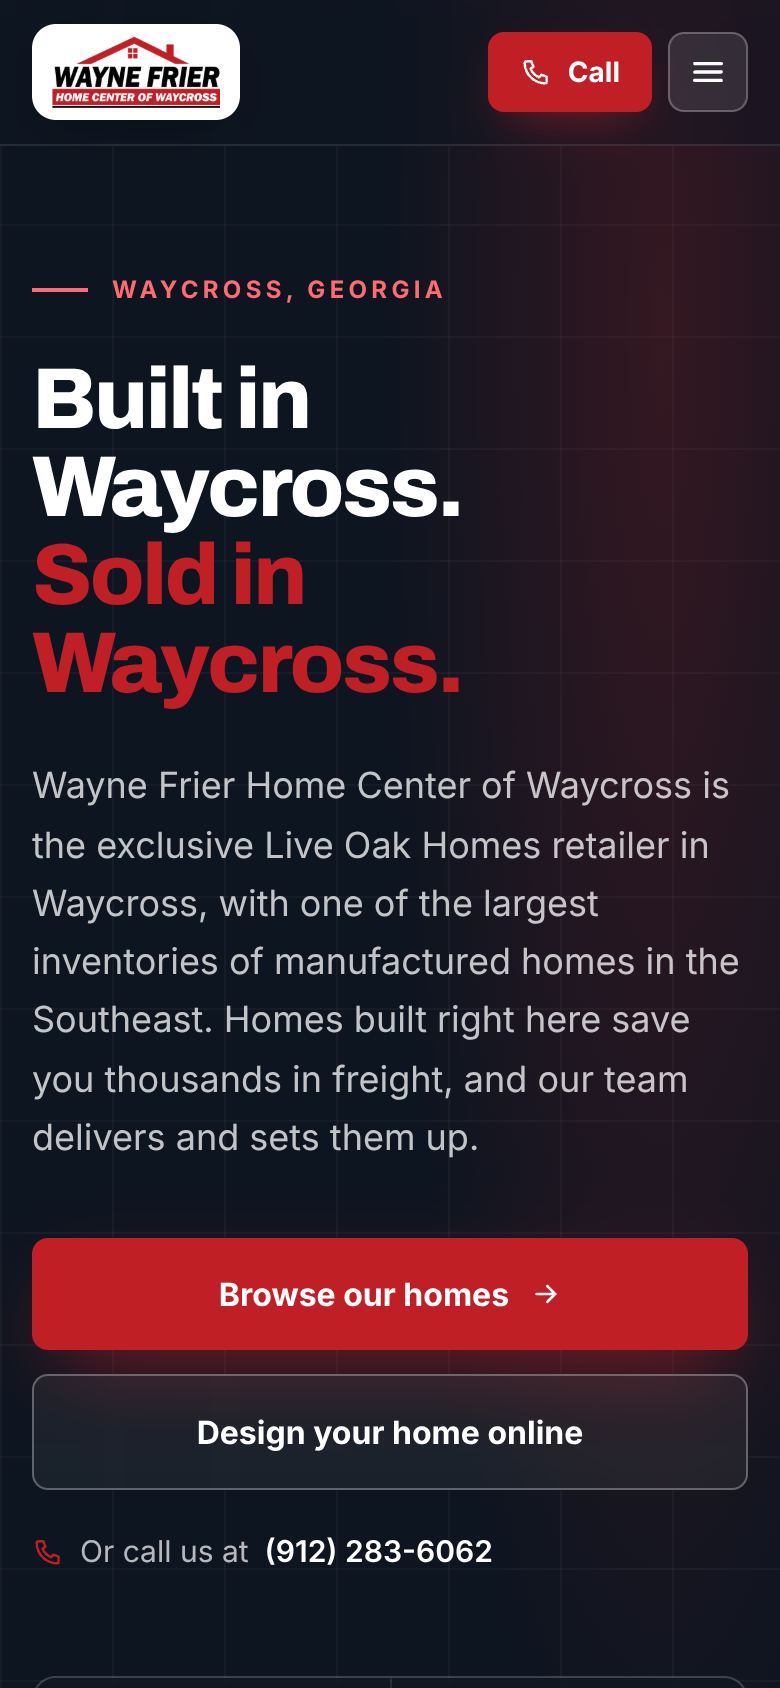 WAYNE FRIER
HOME CENTER OF WAYCROSS
Call
WAYCROSS, GEORGIA
Built in
Waycross.
Sold in
Waycross.
Wayne Frier Home Center of Waycross is
the exclusive Live Oak Homes retailer in
Waycross, with one of the largest
inventories of manufactured homes in the
Southeast. Homes built right here save
you thousands in freight, and our team
delivers and sets them up.
Browse our homes →
Design your home online
Or call us at (912) 283-6062